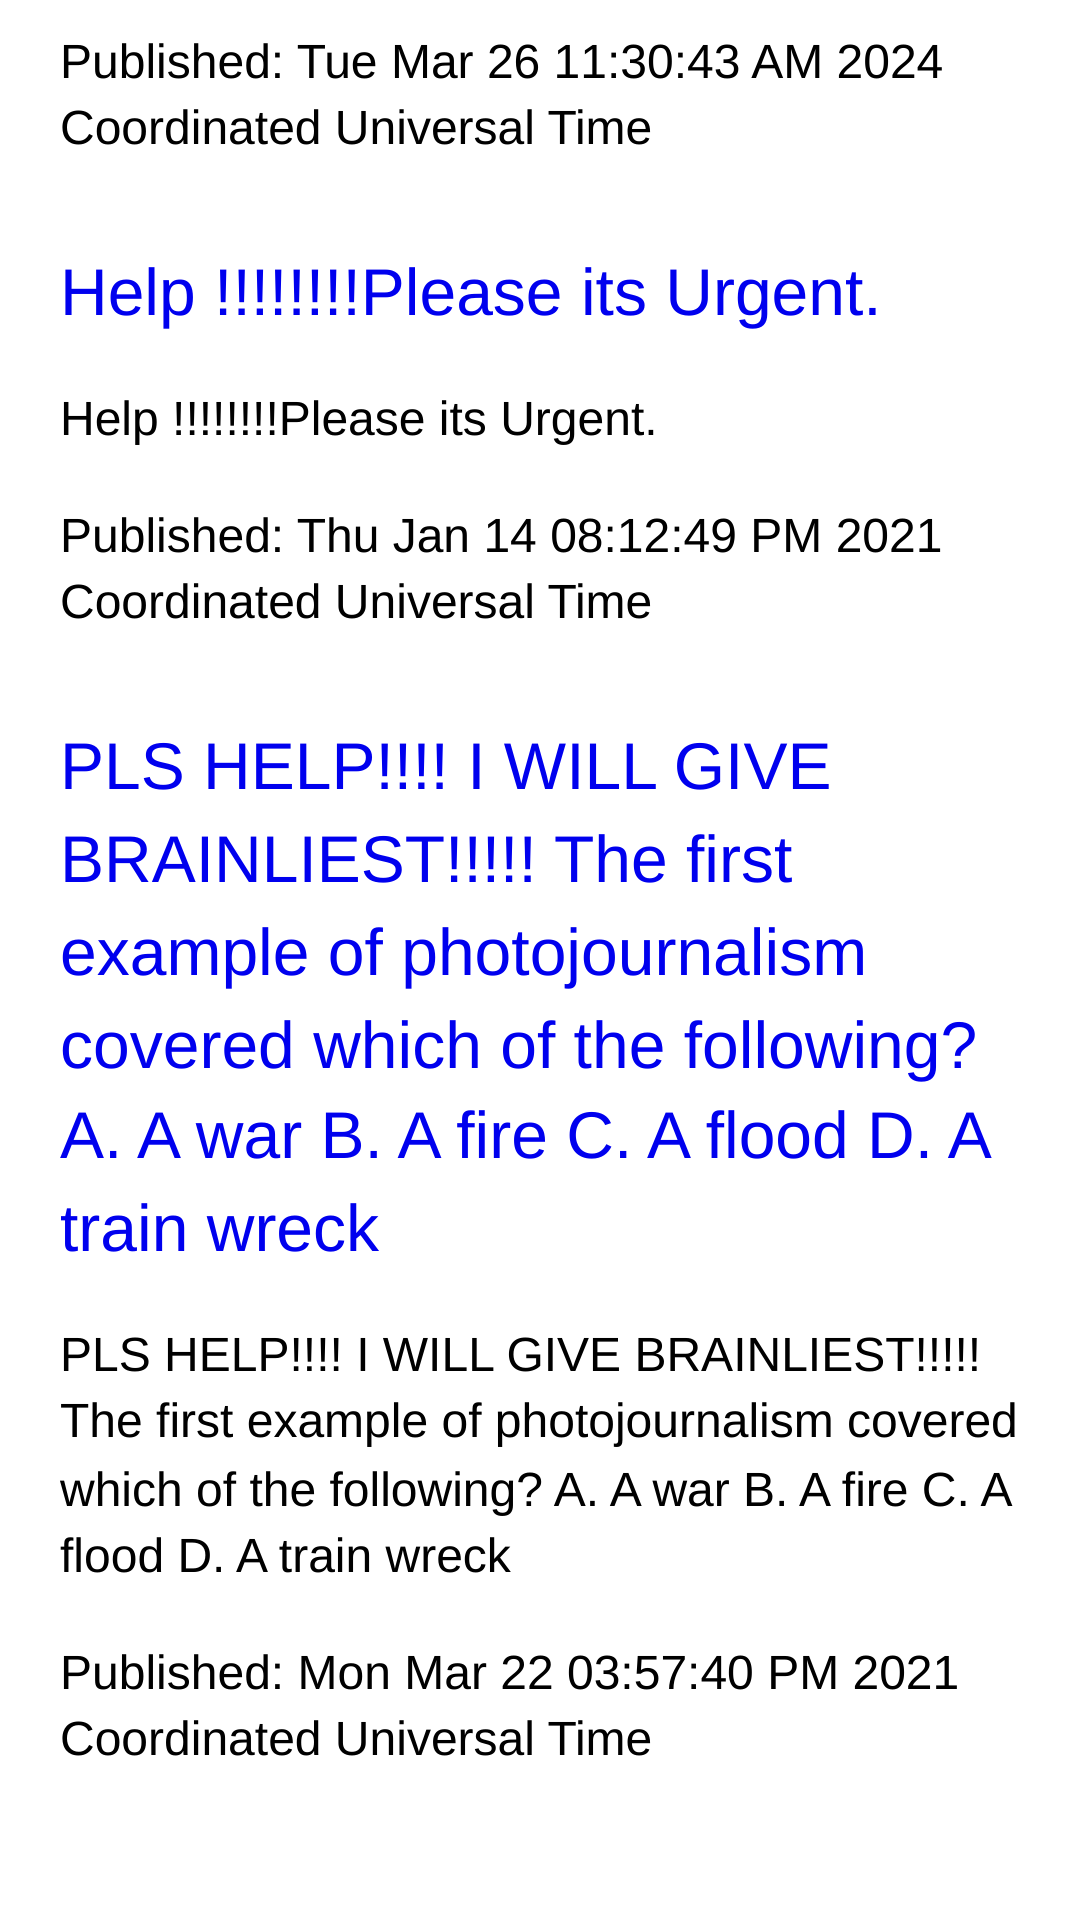 Published: Tue Mar 26 11:30:43 AM 2024
Coordinated Universal Time
Help !!!!!!!!Please its Urgent.
Help !!!!!!!!Please its Urgent.
Published: Thu Jan 14 08:12:49 PM 2021
Coordinated Universal Time
PLS HELP!!!! I WILL GIVE
BRAINLIEST!!!!! The first
example of photojournalism
covered which of the following?
A. A war B. A fire C. A flood D. A
train wreck
PLS HELP!!!! I WILL GIVE BRAINLIEST!!!!!
The first example of photojournalism covered
which of the following? A. A war B. A fire C. A
flood D. A train wreck
Published: Mon Mar 22 03:57:40 PM 2021
Coordinated Universal Time